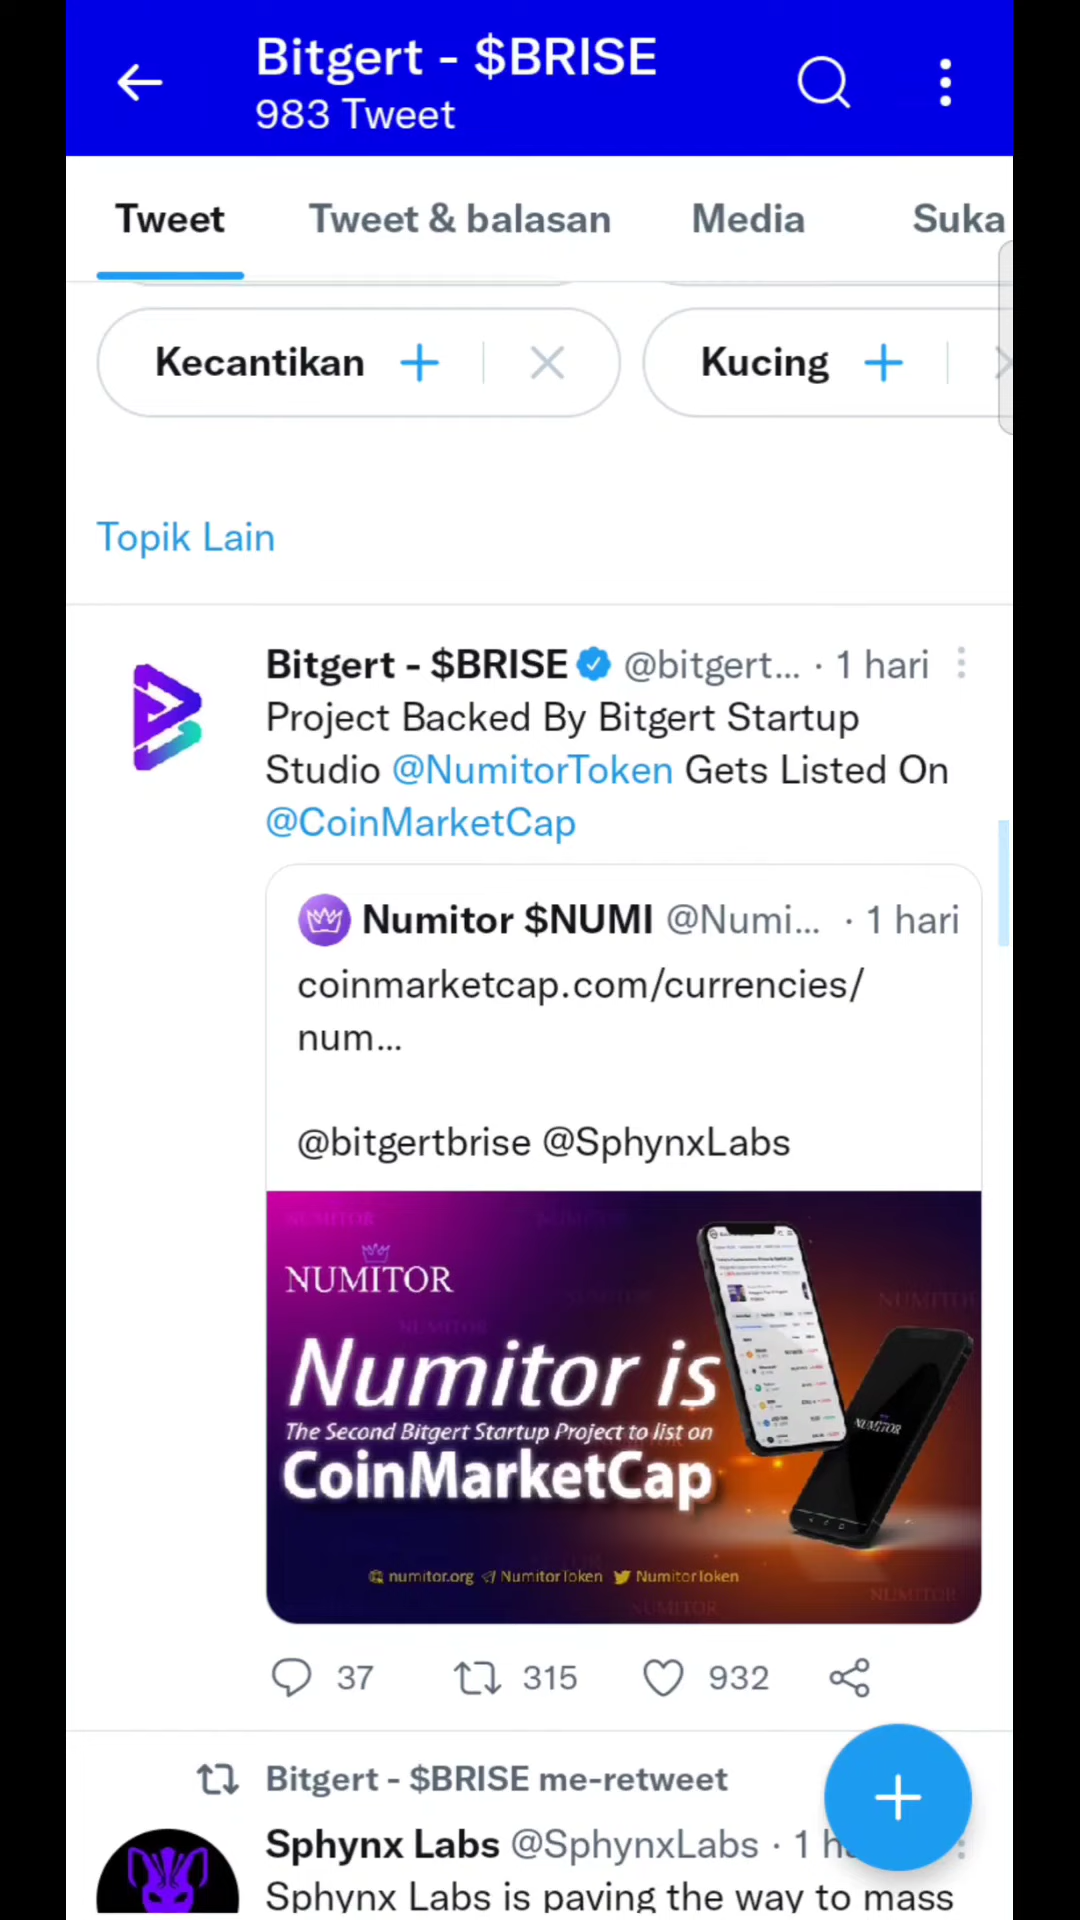 Bitgert - $BRISE
983 Tweet
Tweet
Tweet & balasan
Media
Suka
Kecantikan
Kucing
Topik Lain
Bitgert - $BRISE @bitgert... · 1 hari
Project Backed By Bitgert Startup
Studio @NumitorToken Gets Listed On
@CoinMarketCap
Numitor $NUMI @Numi... · 1 hari
coinmarketcap.com/currencies/
num...
@bitgertbrise @SphynxLabs
NUMITOR
Numitor is
The Second Bitgert Startup Project to list on
CoinMarketCap
NUMITOR
numitor.org NumitorToken NumitorToken
37 315 932
Bitgert - $BRISE me-retweet
Sphynx Labs @SphynxLabs · 1 h
Sphynx Labs is paving the way to mass